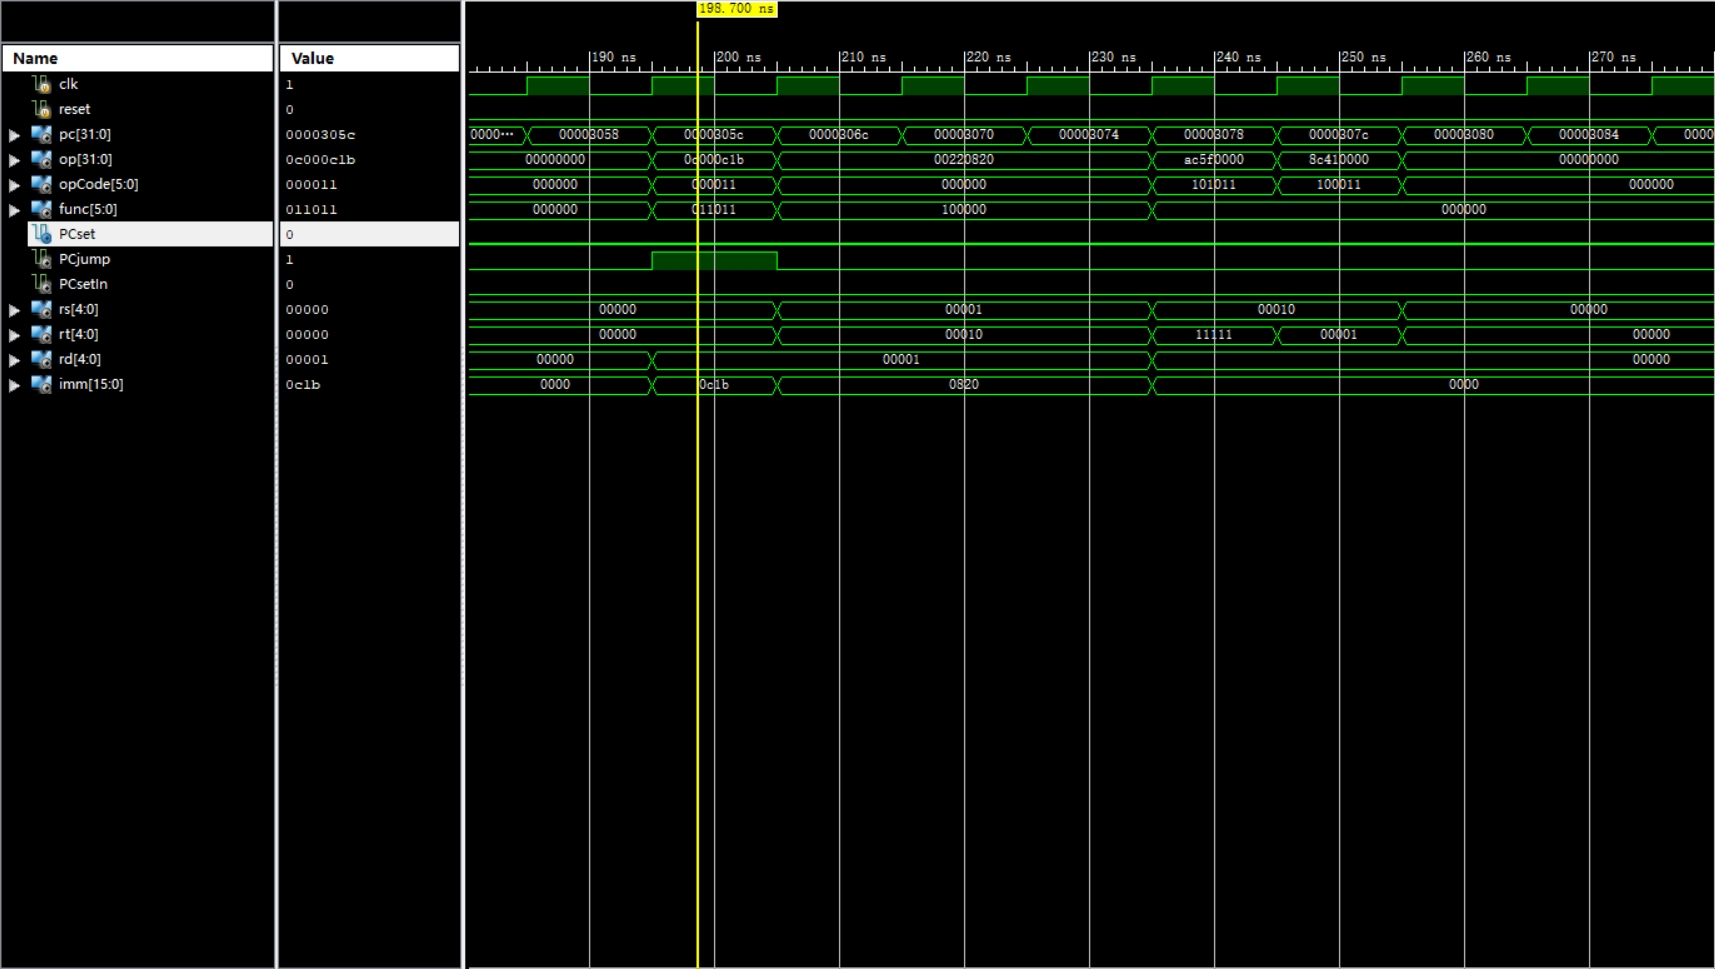 198.700 ns
Name Value 190 ns 200 ns 210 ns 220 ns 230 ns 240 ns 250 ns 260 ns 270 ns
clk 1
reset 0
pc[31:0] 0000305c 0000··· 00003058 0000305c 0000306c 00003070 00003074 00003078 0000307c 00003080 00003084 0000
op[31:0] 0c000c1b 00000000 0c000c1b 00220820 ac5f0000 8c410000 00000000
opCode[5:0] 000011 000000 000011 000000 101011 100011 000000
func[5:0] 011011 000000 011011 100000 000000
PCset 0
PCjump 1
PCsetIn 0
rs[4:0] 00000 00000 00001 00010 00000
rt[4:0] 00000 00000 00010 11111 00001 00000
rd[4:0] 00001 00000 00001 00000
imm[15:0] 0c1b 0000 0c1b 0820 0000